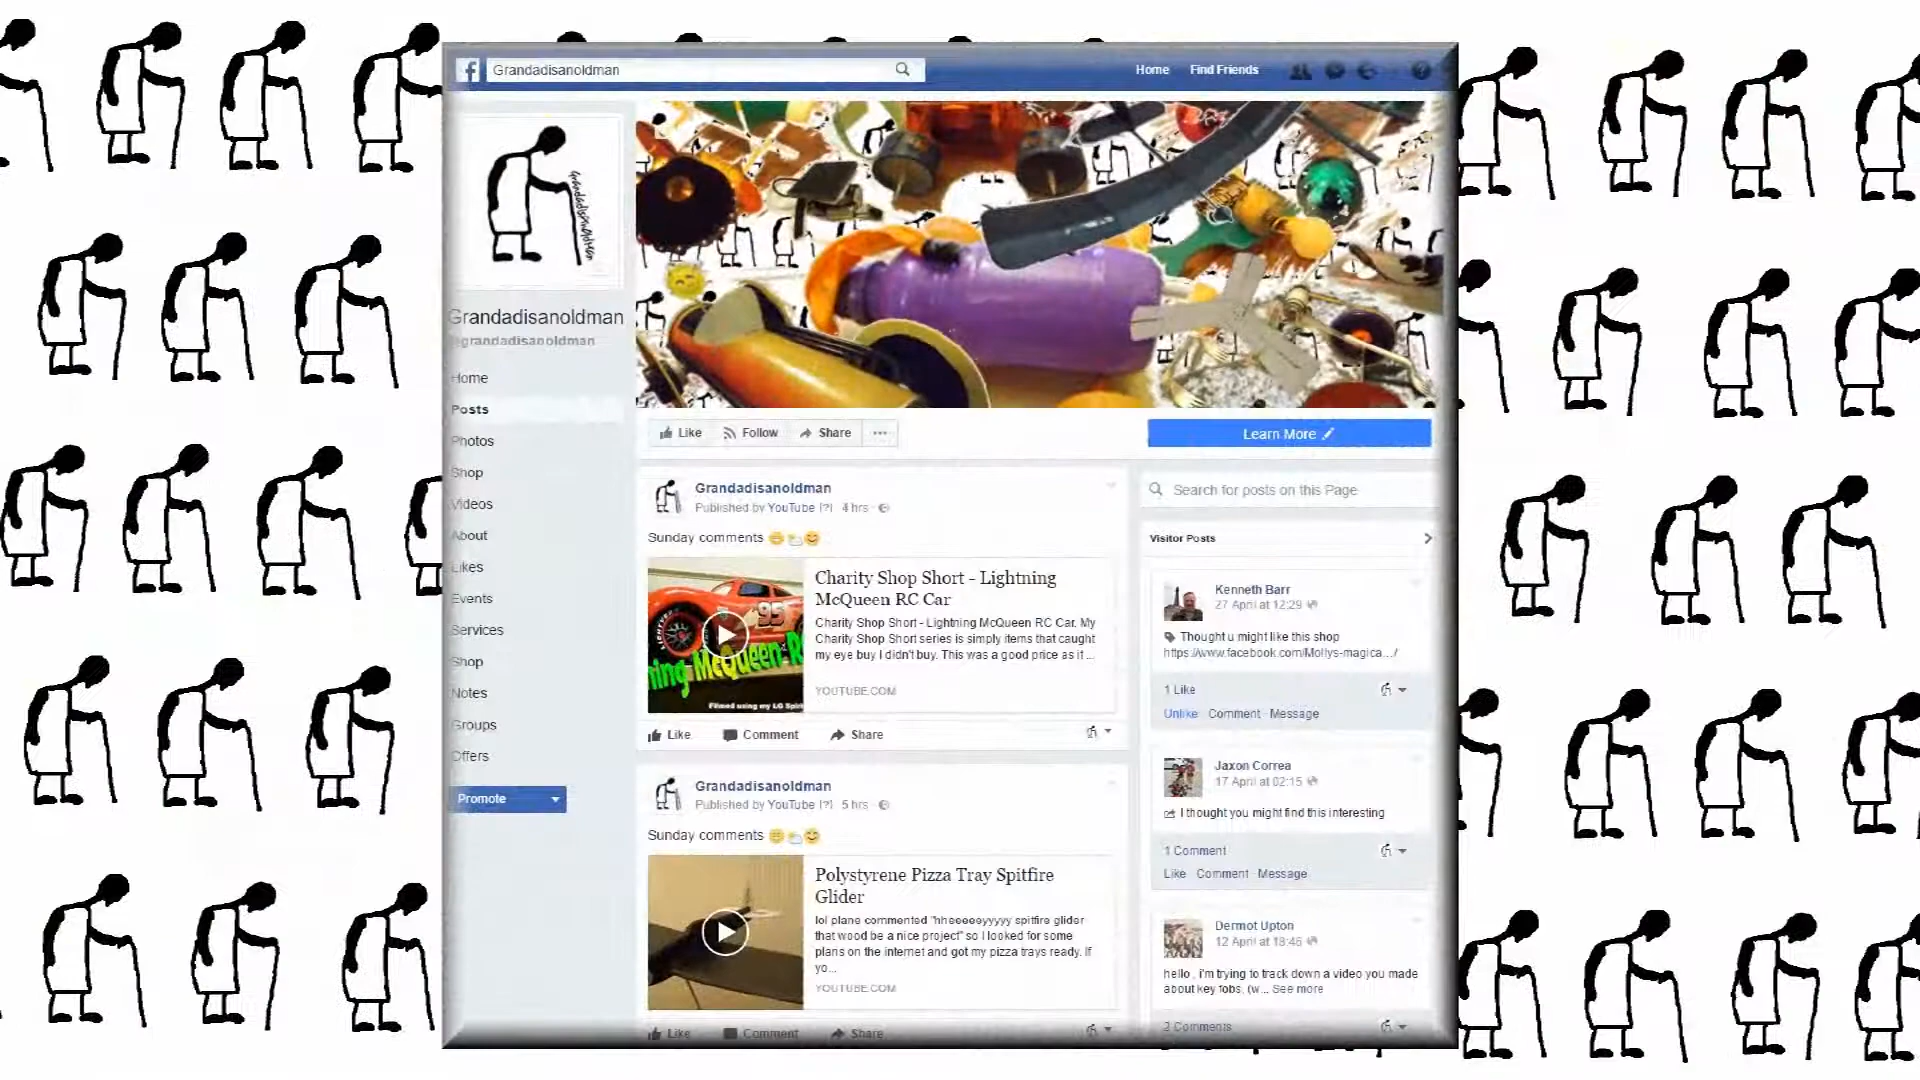 Grandadisanoldman
Home Find Friends
Grandadisanoldman
Grandadisanoldman
@grandadisanoldman
Home
Posts
Photos
Shop
Videos
About
Likes
Events
Services
Shop
Notes
Groups
Offers
Promote
Like Follow Share
Learn More
Grandadisanoldman
Published by YouTube [?] · 4 hrs ·
Sunday comments 😁⛅😊
Charity Shop Short - Lightning
McQueen RC Car
Charity Shop Short - Lightning McQueen RC Car. My
Charity Shop Short series is simply items that caught
my eye buy I didn't buy. This was a good price as it ...
YOUTUBE.COM
95
ning McQueen R
Filmed using my LG Spiri
Like Comment Share
Grandadisanoldman
Published by YouTube [?] · 5 hrs ·
Sunday comments 😁⛅😊
Polystyrene Pizza Tray Spitfire
Glider
lol plane commented "hheeeeeyyyyy spitfire glider
that wood be a nice project" so I looked for some
plans on the internet and got my pizza trays ready. If
yo...
YOUTUBE.COM
Like Comment Share
Search for posts on this Page
Visitor Posts
Kenneth Barr
27 April at 12:29
Thought u might like this shop
https://www.facebook.com/Mollys-magica.../
1 Like
Unlike · Comment · Message
Jaxon Correa
17 April at 02:15
I thought you might find this interesting
1 Comment
Like · Comment · Message
Dermot Upton
12 April at 18:46
hello , i'm trying to track down a video you made
about key fobs, (w... See more
2 Comments